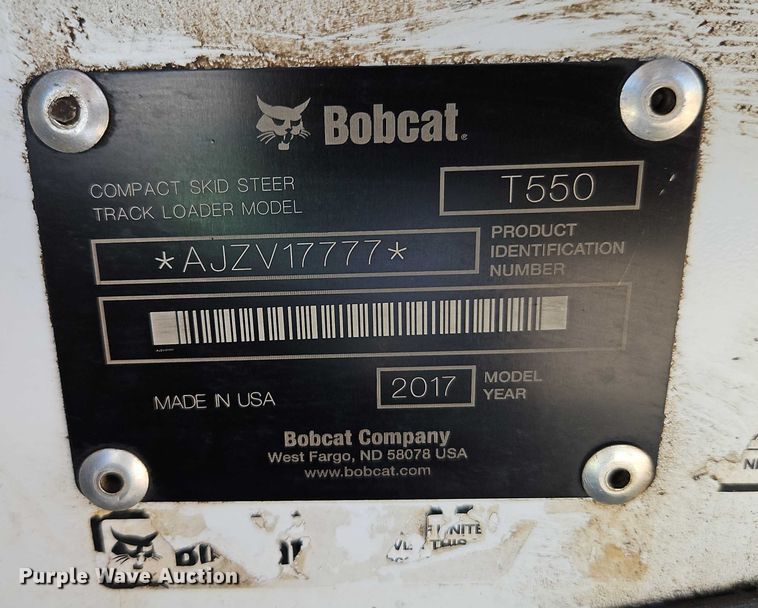 Bobcat®
COMPACT SKID STEER
TRACK LOADER MODEL
T550
*AJZV17777*
PRODUCT
IDENTIFICATION
NUMBER
MADE IN USA
2017
MODEL
YEAR
Bobcat Company
West Fargo, ND 58078 USA
www.bobcat.com
Purple Wave Auction